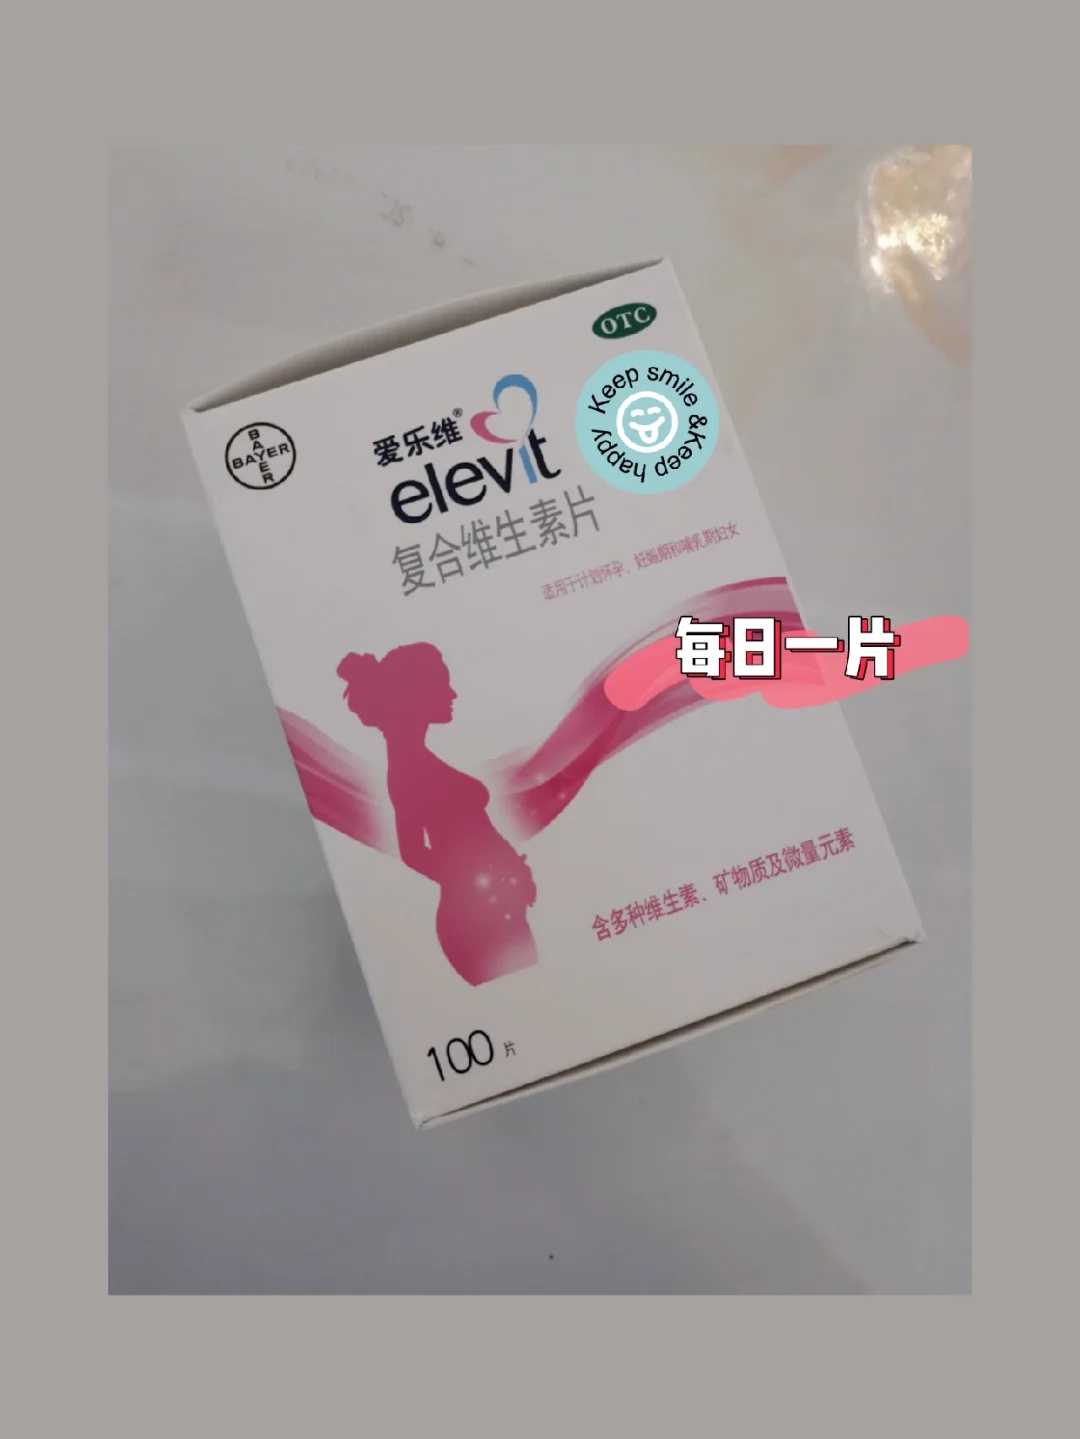 OTC
Keep smile &Keep happy
BAYER
BAYER
爱乐维®
elevit
复合维生素片
适用于计划怀孕、妊娠期和哺乳期妇女
每日一片
含多种维生素、矿物质及微量元素
100片